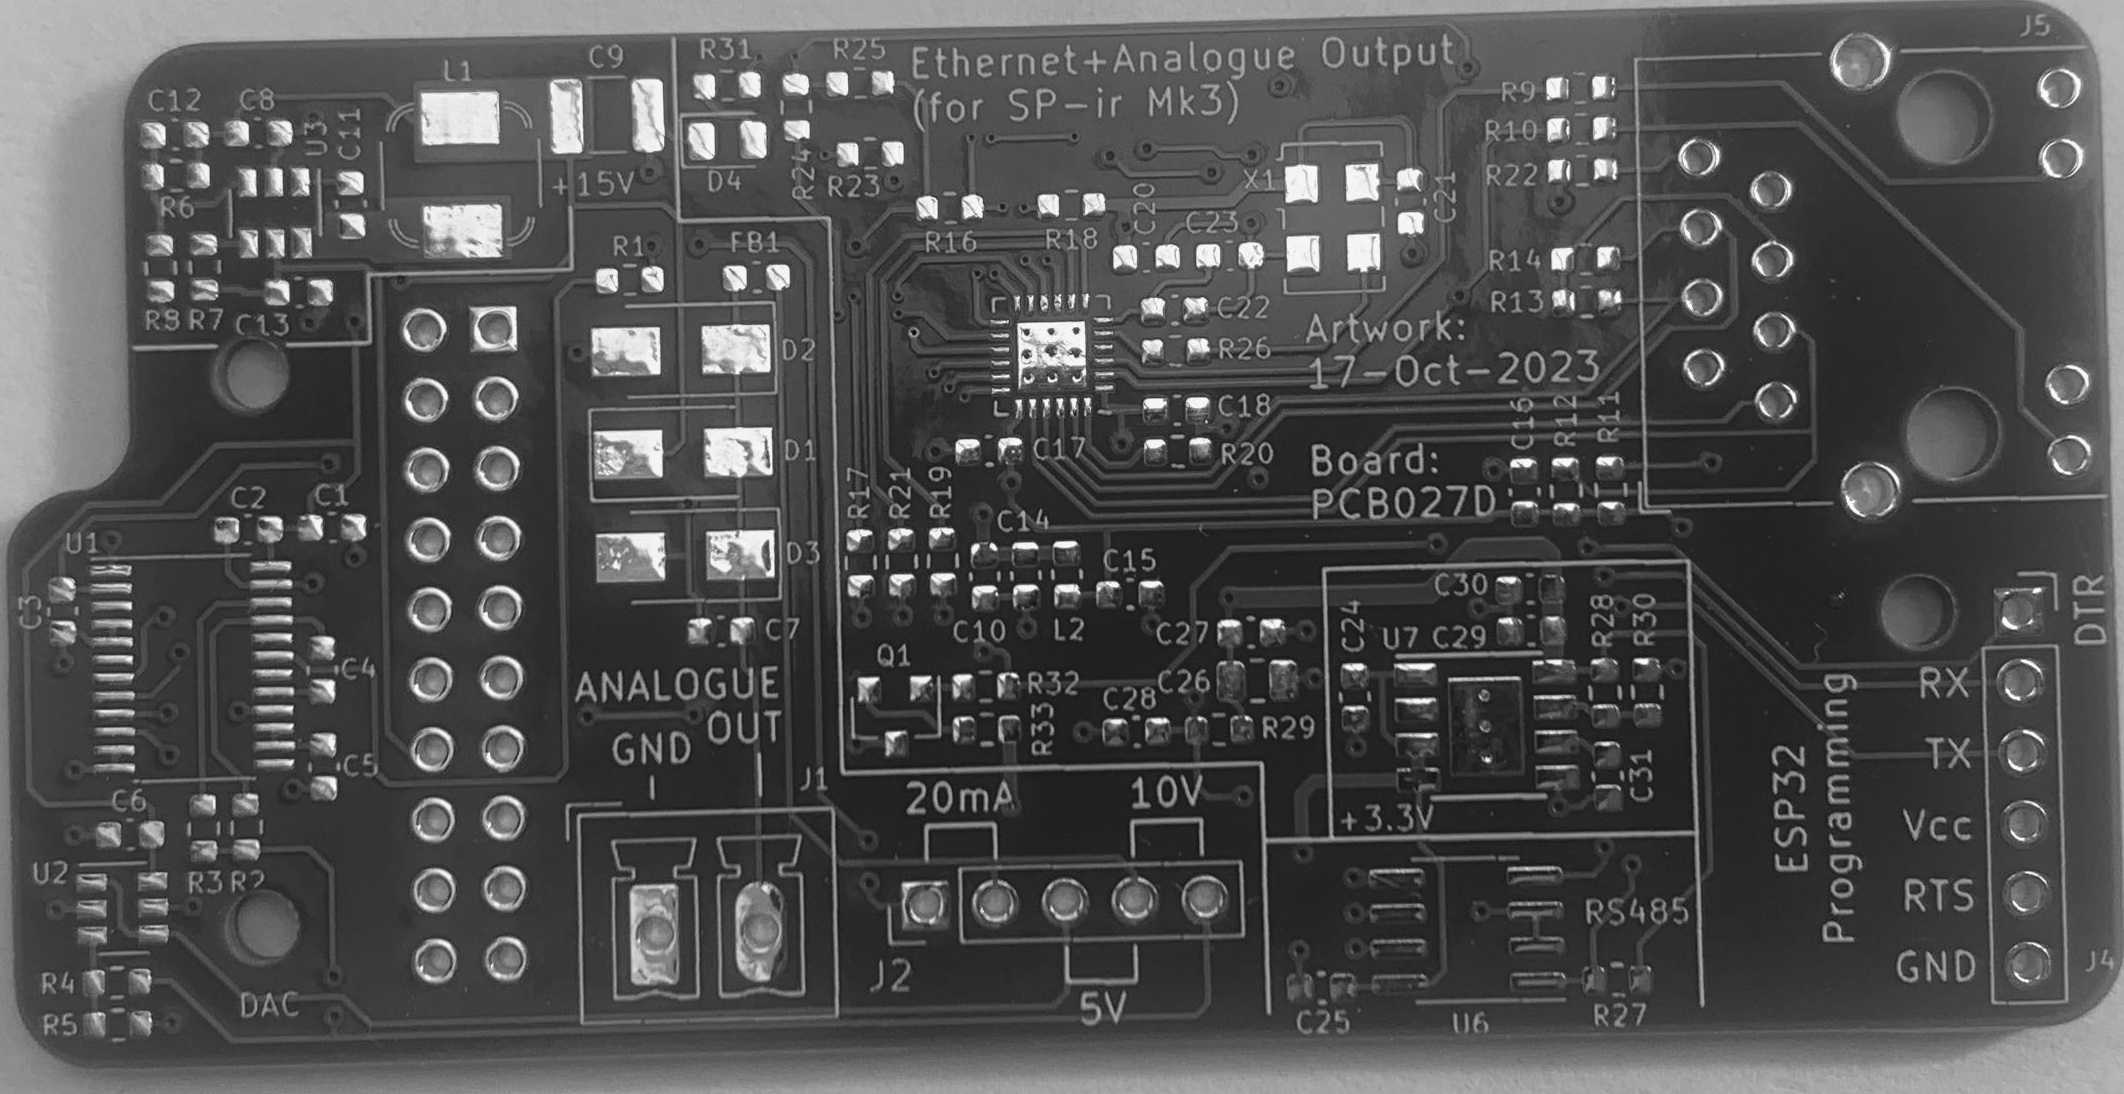 J5
R31
R25
Ethernet+Analogue Output
(for SP-ir Mk3)
C9
L1
C12
C8
U3
C11
R9
R10
R22
+15V
D4
R24
R23
X1
C21
C20
C23
R6
R16
R18
R1
FB1
R14
R13
R8
R7
C13
C22
D2
R26
Artwork:
17-Oct-2023
C18
C16
R12
R11
D1
C17
R20
Board:
PCB027D
C2
C1
R17
R21
R19
C14
U1
D3
C15
C30
C3
C10
L2
C27
C24
U7
C29
R28
R30
DTR
C7
Q1
C4
ANALOGUE
OUT
GND
R32
C26
C28
R33
R29
RX
TX
Vcc
RTS
GND
ESP32
Programming
C5
J1
20mA
10V
C31
C6
+3.3V
U2
R3
R2
RS485
R4
J2
J4
DAC
5V
R5
C25
U6
R27